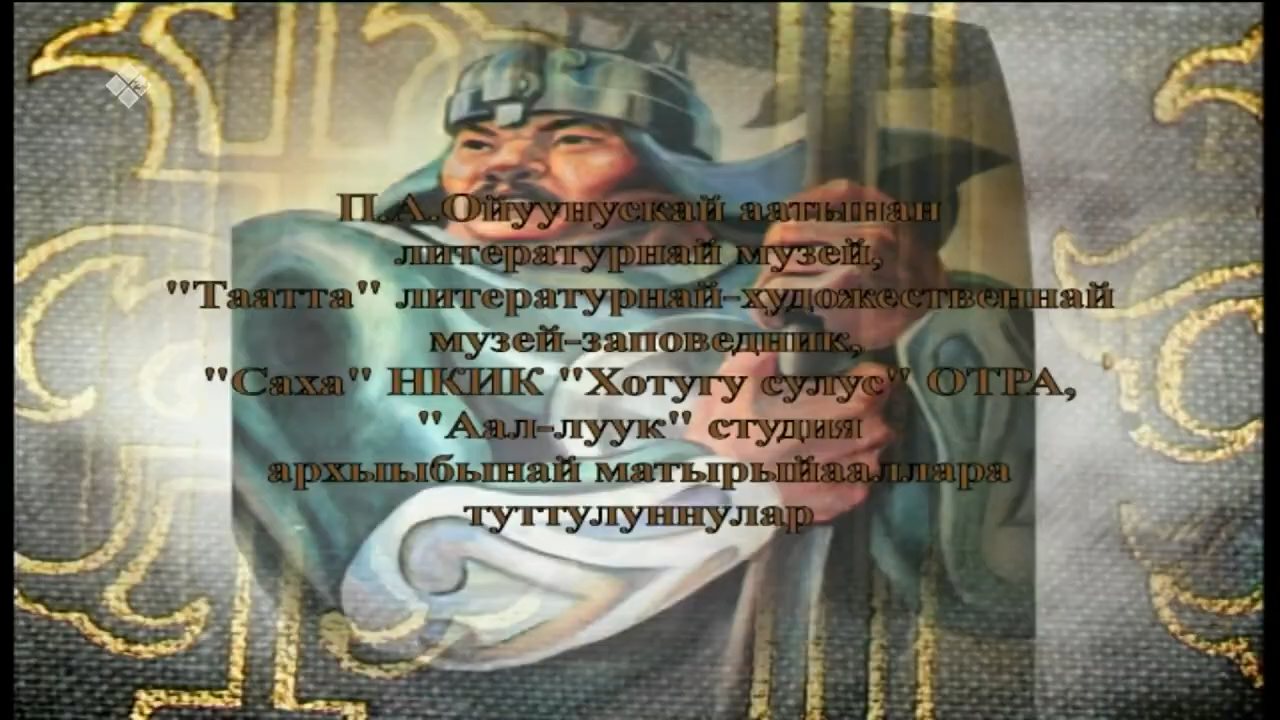 П.А.Ойуунускай аатынан
литературнай музей,
"Таатта" литературнай-художественнай
музей-заповедник,
"Саха" НКИК "Хотугу сулус" ОТРА,
"Аал-луук" студия
архыыбынай матырыйааллара
туттулуннулар